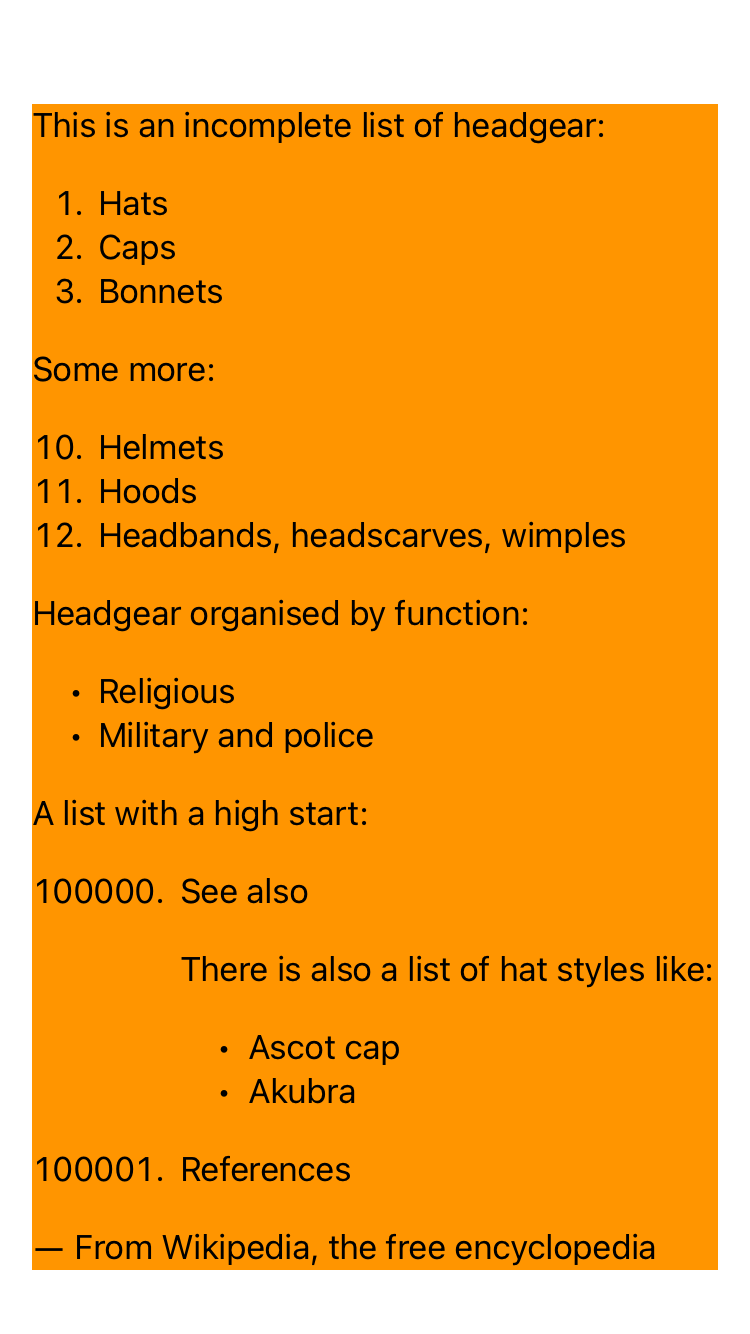 This is an incomplete list of headgear:
1. Hats
2. Caps
3. Bonnets
Some more:
10. Helmets
11. Hoods
12. Headbands, headscarves, wimples
Headgear organised by function:
• Religious
• Military and police
A list with a high start:
100000. See also
There is also a list of hat styles like:
• Ascot cap
• Akubra
100001. References
— From Wikipedia, the free encyclopedia